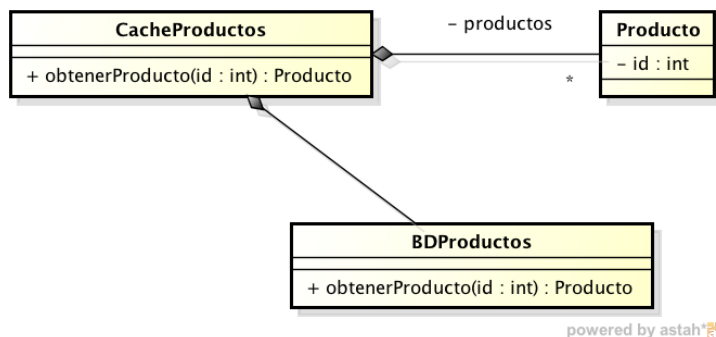 CacheProductos
+ obtenerProducto(id : int) : Producto
- productos
*
Producto
- id : int
BDProductos
+ obtenerProducto(id : int) : Producto
powered by astah*